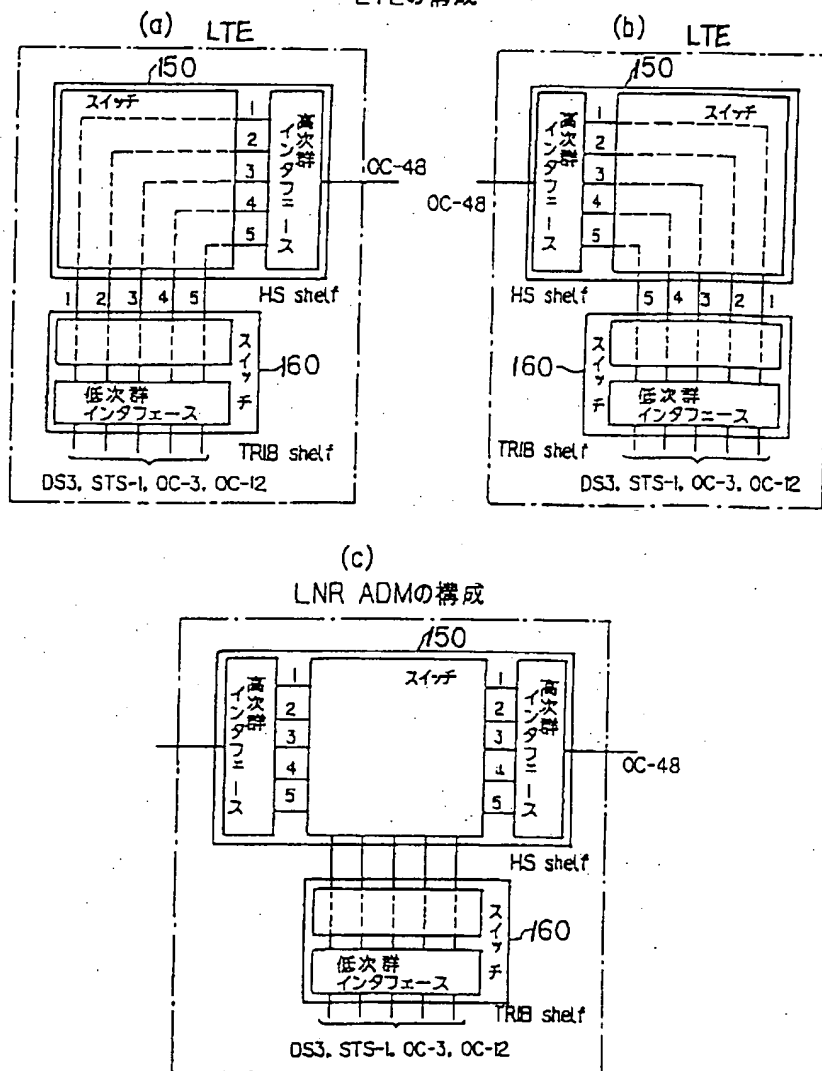 の構成
(a) LTE
150
スイッチ
1
2
3
4
5
高次群
インタフェース
OC-48
HS shelf
1 2 3 4 5
スイッチ
160
低次群
インタフェース
TRIB shelf
DS3, STS-1, OC-3, OC-12
(b) LTE
150
高次群
インタフェース
1
2
3
4
5
スイッチ
OC-48
HS shelf
5 4 3 2 1
スイッチ
160
低次群
インタフェース
TRIB shelf
DS3, STS-1, OC-3, OC-12
(c)
LNR ADMの構成
150
高次群
インタフェース
1
2
3
4
5
スイッチ
1
2
3
4
5
高次群
インタフェース
OC-48
HS shelf
スイッチ
160
低次群
インタフェース
TRIB shelf
DS3, STS-1, OC-3, OC-12